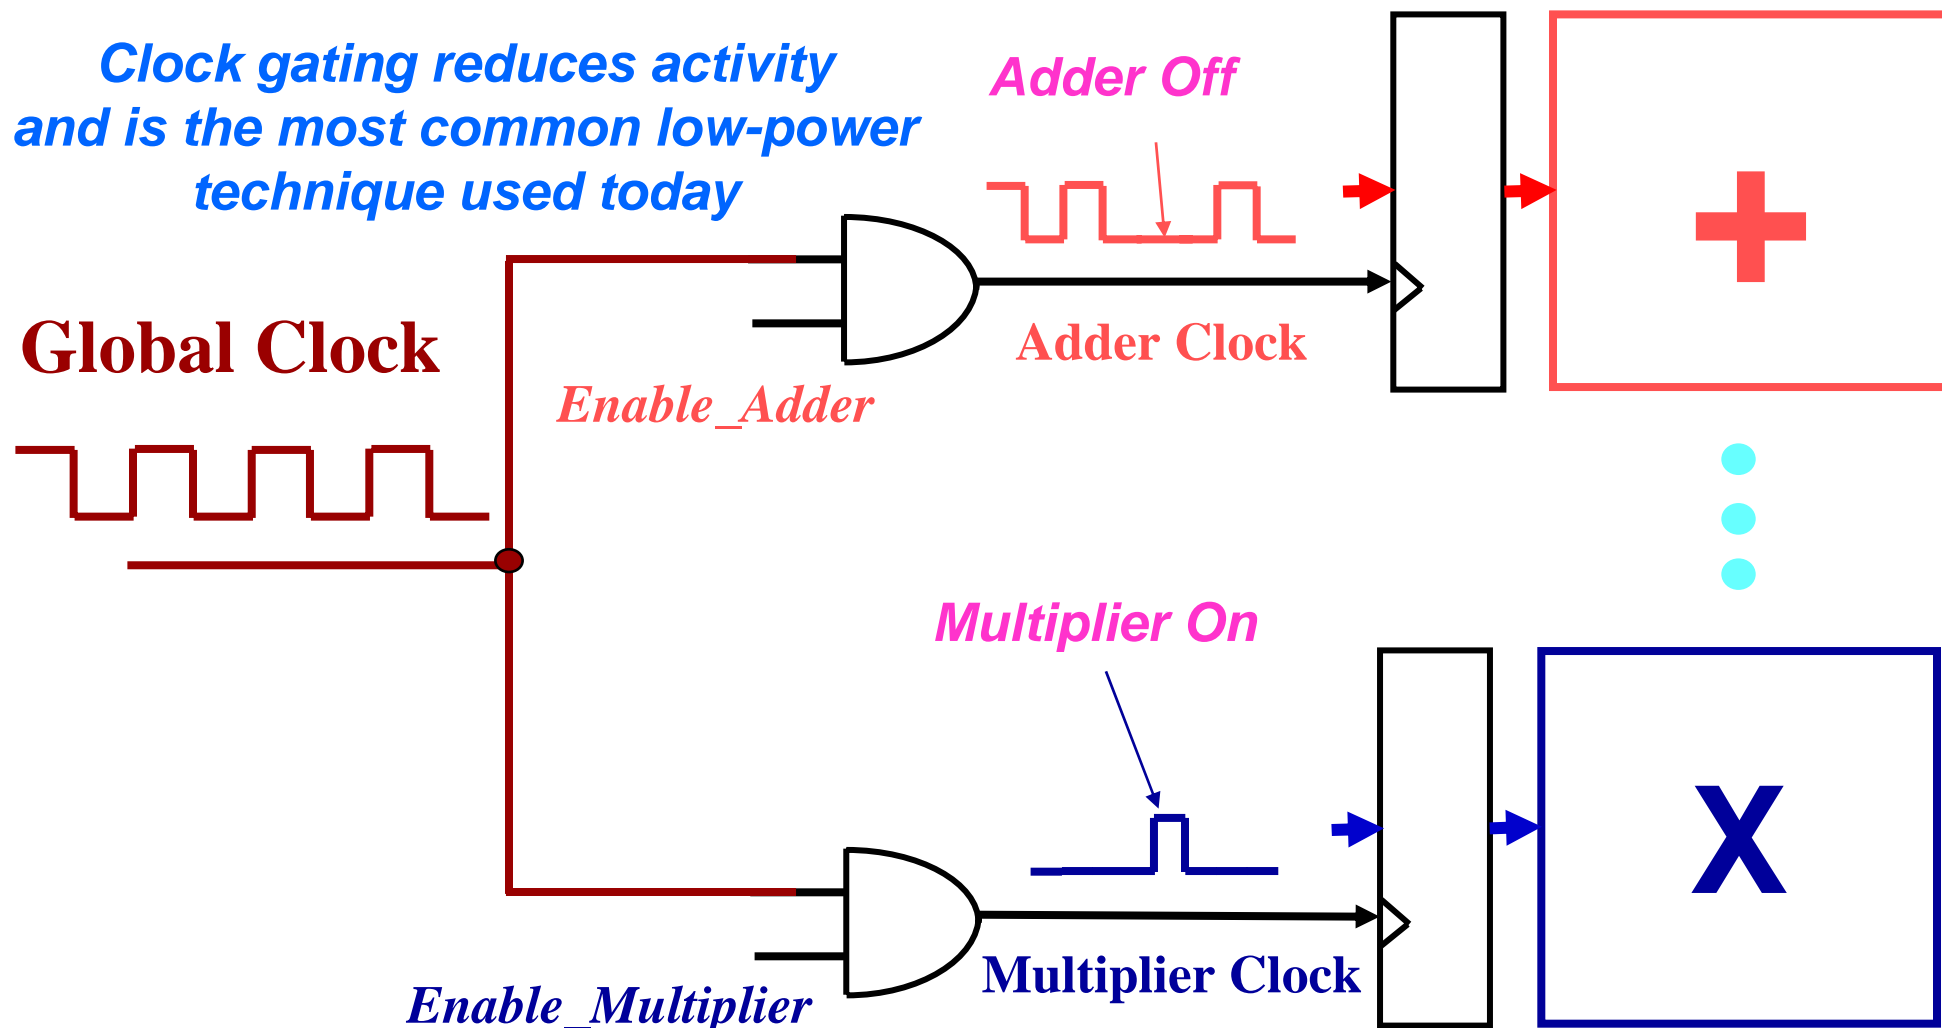 Clock gating reduces activity
and is the most common low-power
technique used today
Adder Off
+
Global Clock
Adder Clock
Enable_Adder
Multiplier On
X
Multiplier Clock
Enable_Multiplier